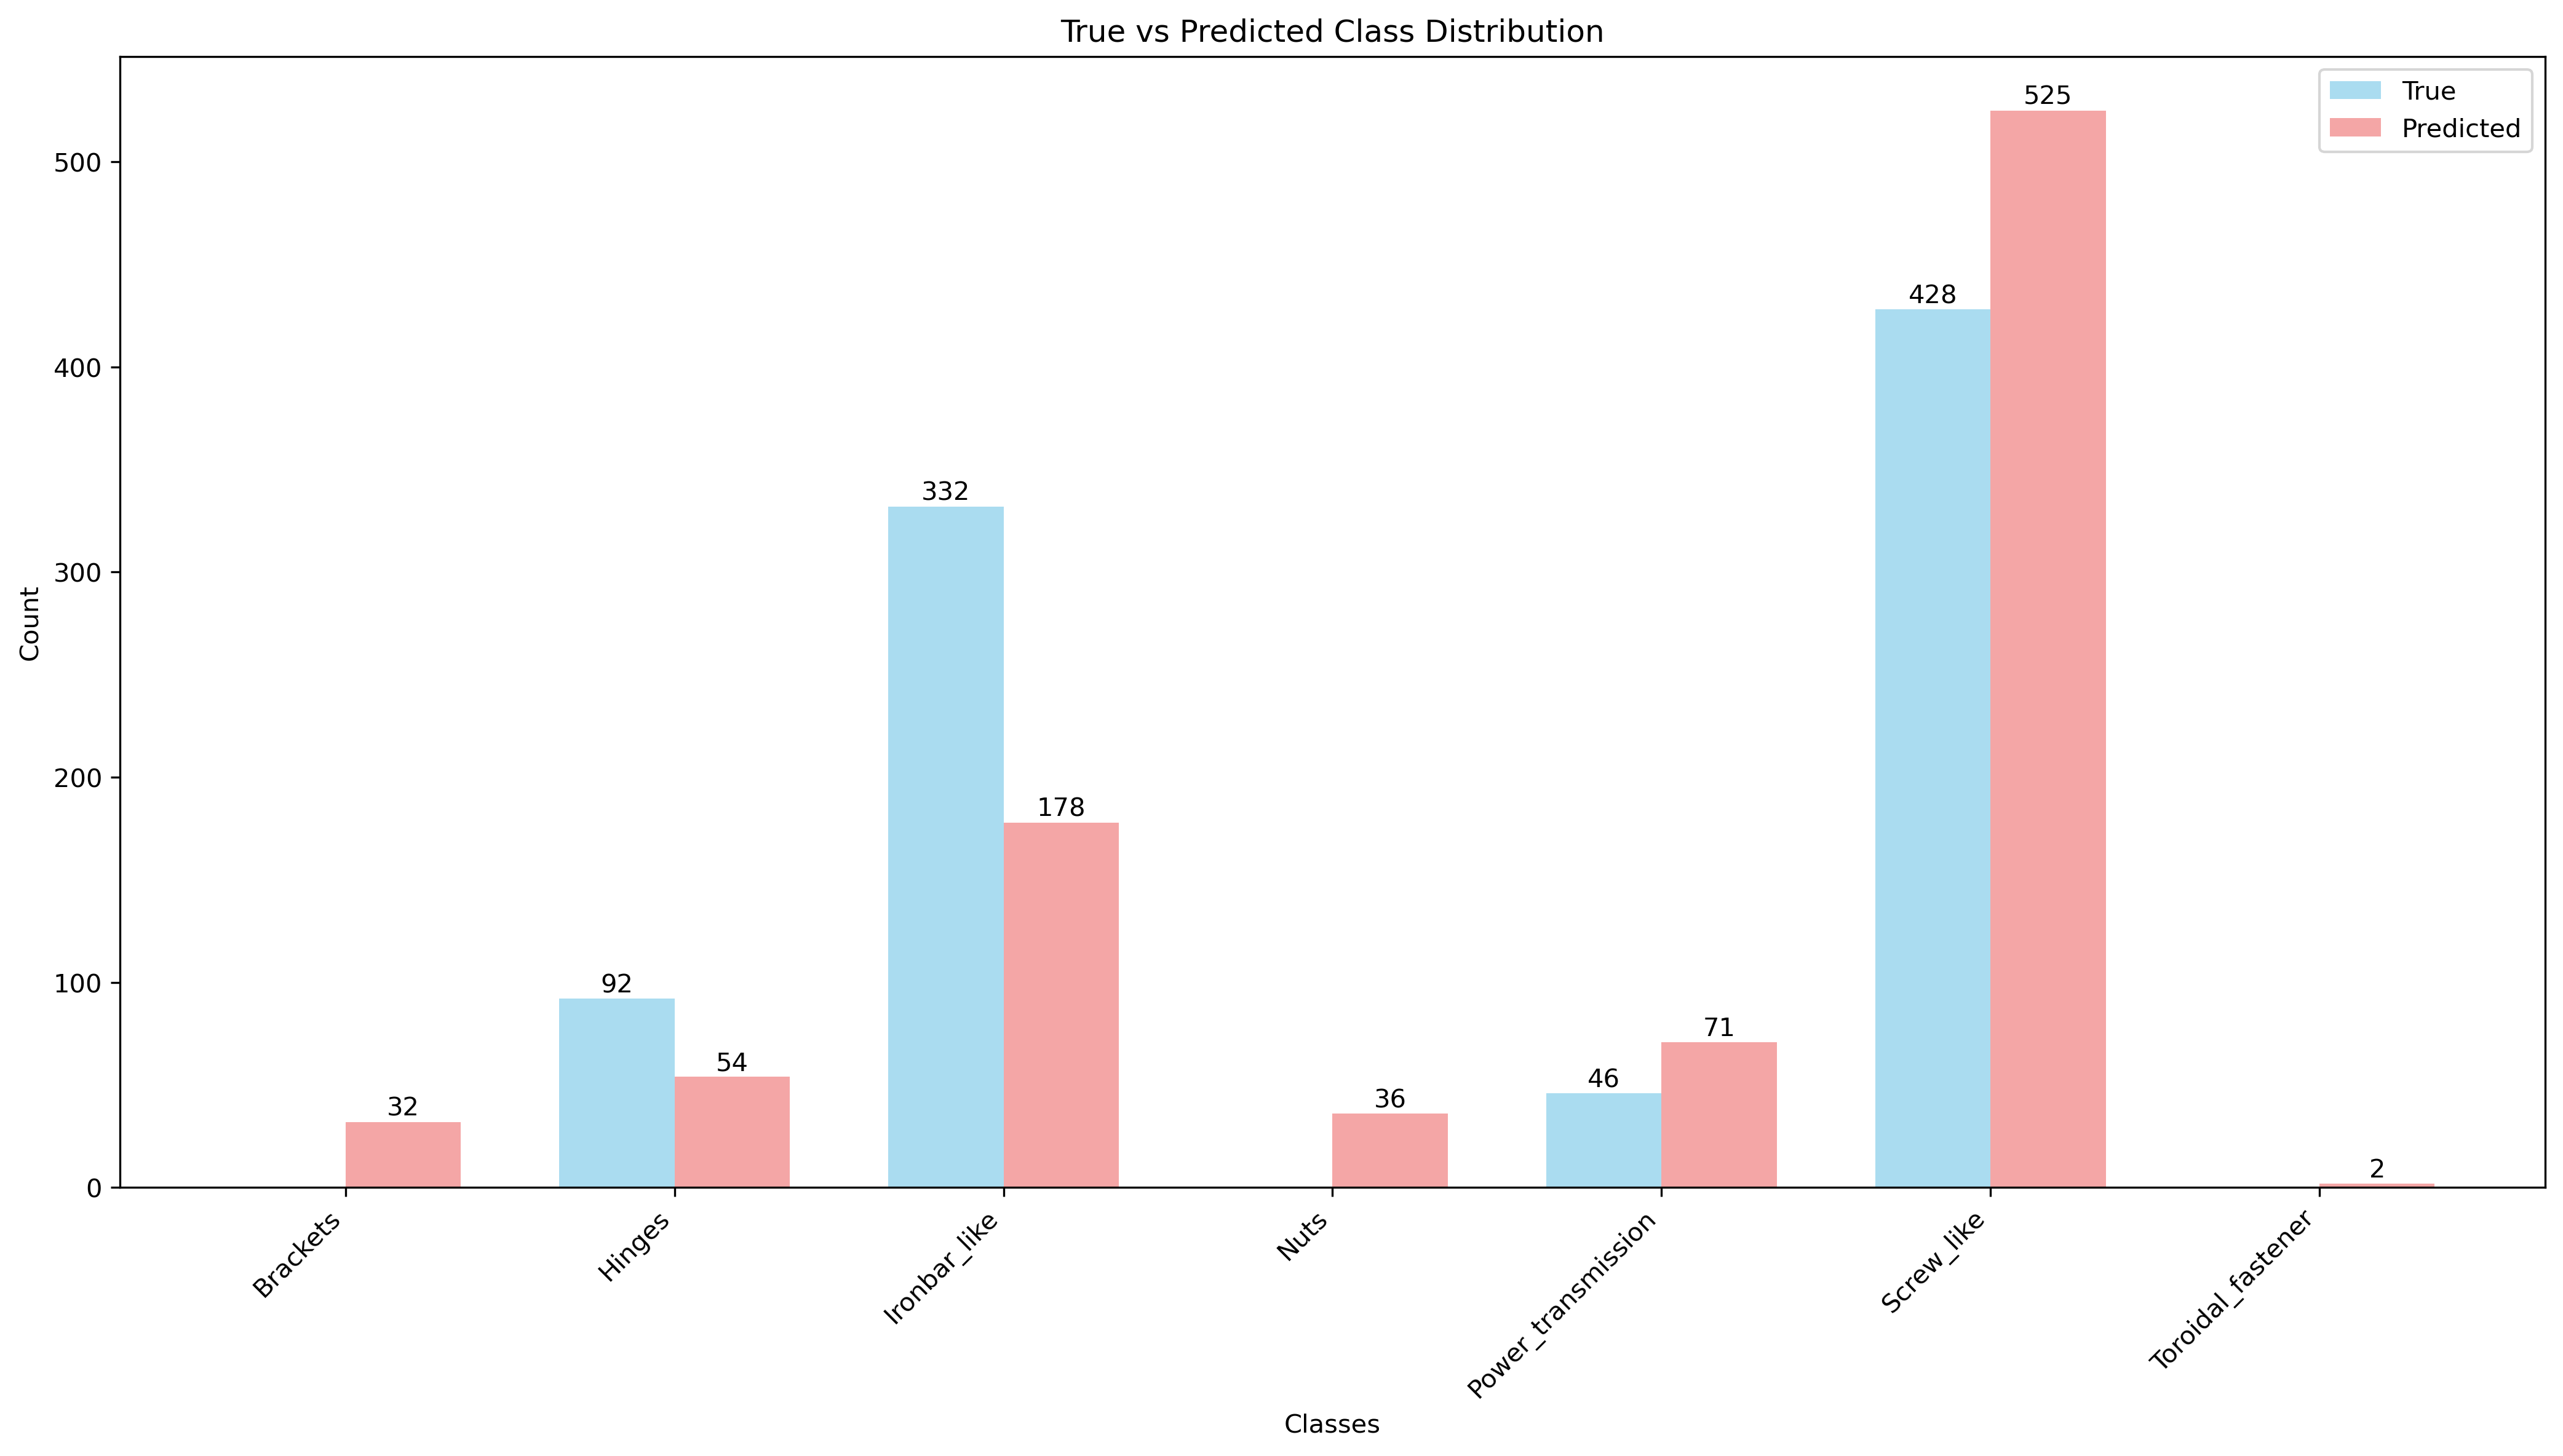 True vs Predicted Class Distribution
True
Predicted
Count
500
400
300
200
100
0
32
92
54
332
178
36
46
71
428
525
2
Brackets
Hinges
Ironbar_like
Nuts
Power_transmission
Screw_like
Toroidal_fastener
Classes